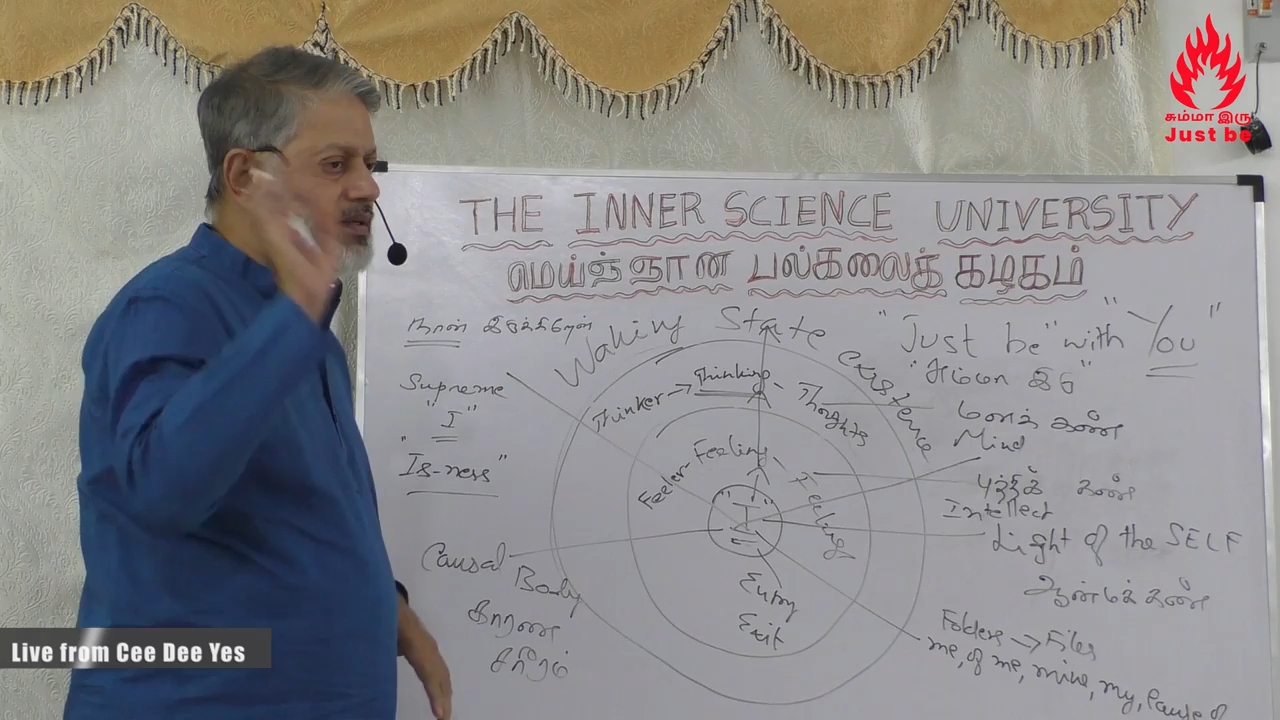 சும்மா இரு
Just be
THE INNER SCIENCE UNIVERSITY
மெய்ஞ்ஞான பல்கலைக் கழகம்
நான் இருக்கிறேன்
Waking State existence
"Just be" with "You"
"சும்மா இரு"
Supreme
"I"
"Is-ness"
Thinker → Thinking - Thoughts
மனக் கண்
Mind
Feeler - Feeling - Feelings
புத்திக் கண்
Intellect
"I"
Light of the SELF
ஆன்மக் கண்
Causal Body
காரண
சரீரம்
Entry
Exit
Folders → Files
me, of me, mine, my, cause of
Live from Cee Dee Yes